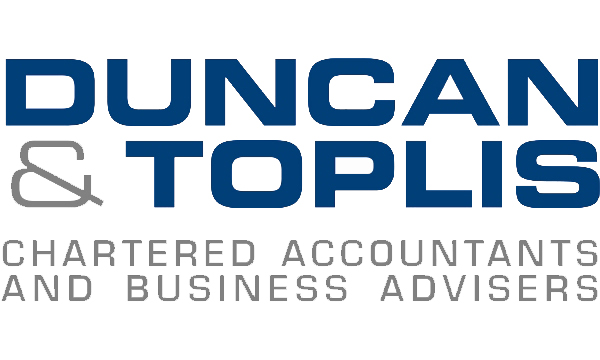 DUNCAN
& TOPLIS
CHARTERED ACCOUNTANTS
AND BUSINESS ADVISERS